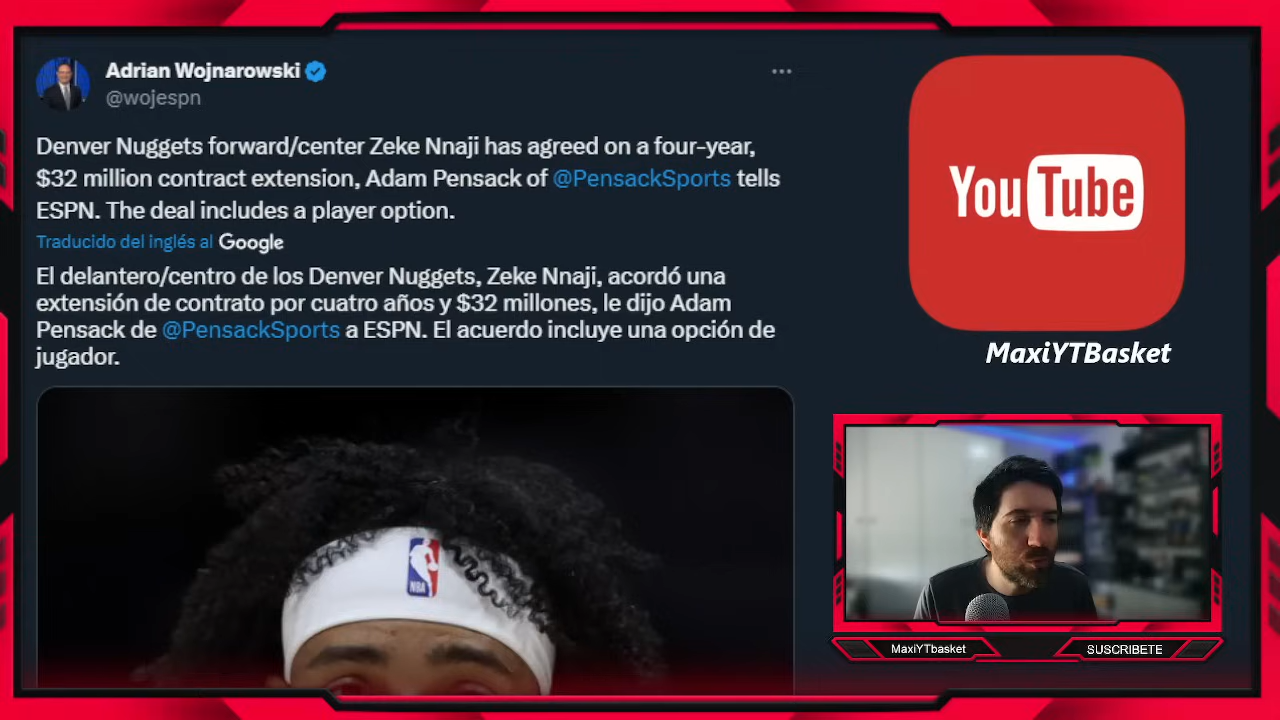 Adrian Wojnarowski
@wojespn
Denver Nuggets forward/center Zeke Nnaji has agreed on a four-year,
$32 million contract extension, Adam Pensack of @PensackSports tells
ESPN. The deal includes a player option.
Traducido del inglés al Google
El delantero/centro de los Denver Nuggets, Zeke Nnaji, acordó una
extensión de contrato por cuatro años y $32 millones, le dijo Adam
Pensack de @PensackSports a ESPN. El acuerdo incluye una opción de
jugador.
NBA
YouTube
MaxiYTBasket
MaxiYTbasket
SUSCRIBETE